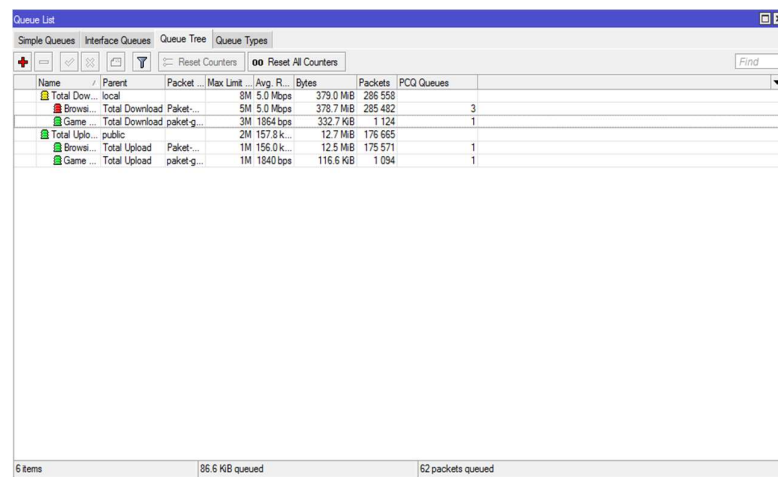 Queue List
Simple Queues Interface Queues Queue Tree Queue Types
Reset Counters 00 Reset All Counters Find
Name / Parent Packet ... Max Limit ... Avg. R... Bytes Packets PCQ Queues
Total Dow... local 8M 5.0 Mbps 379.0 MiB 286 558
Browsi... Total Download Paket-... 5M 5.0 Mbps 378.7 MiB 285 482 3
Game ... Total Download paket-g... 3M 1864 bps 332.7 KiB 1 124 1
Total Uplo... public 2M 157.8 k... 12.7 MiB 176 665
Browsi... Total Upload Paket-... 1M 156.0 k... 12.5 MiB 175 571 1
Game ... Total Upload paket-g... 1M 1840 bps 116.6 KiB 1 094 1
6 items 86.6 KiB queued 62 packets queued